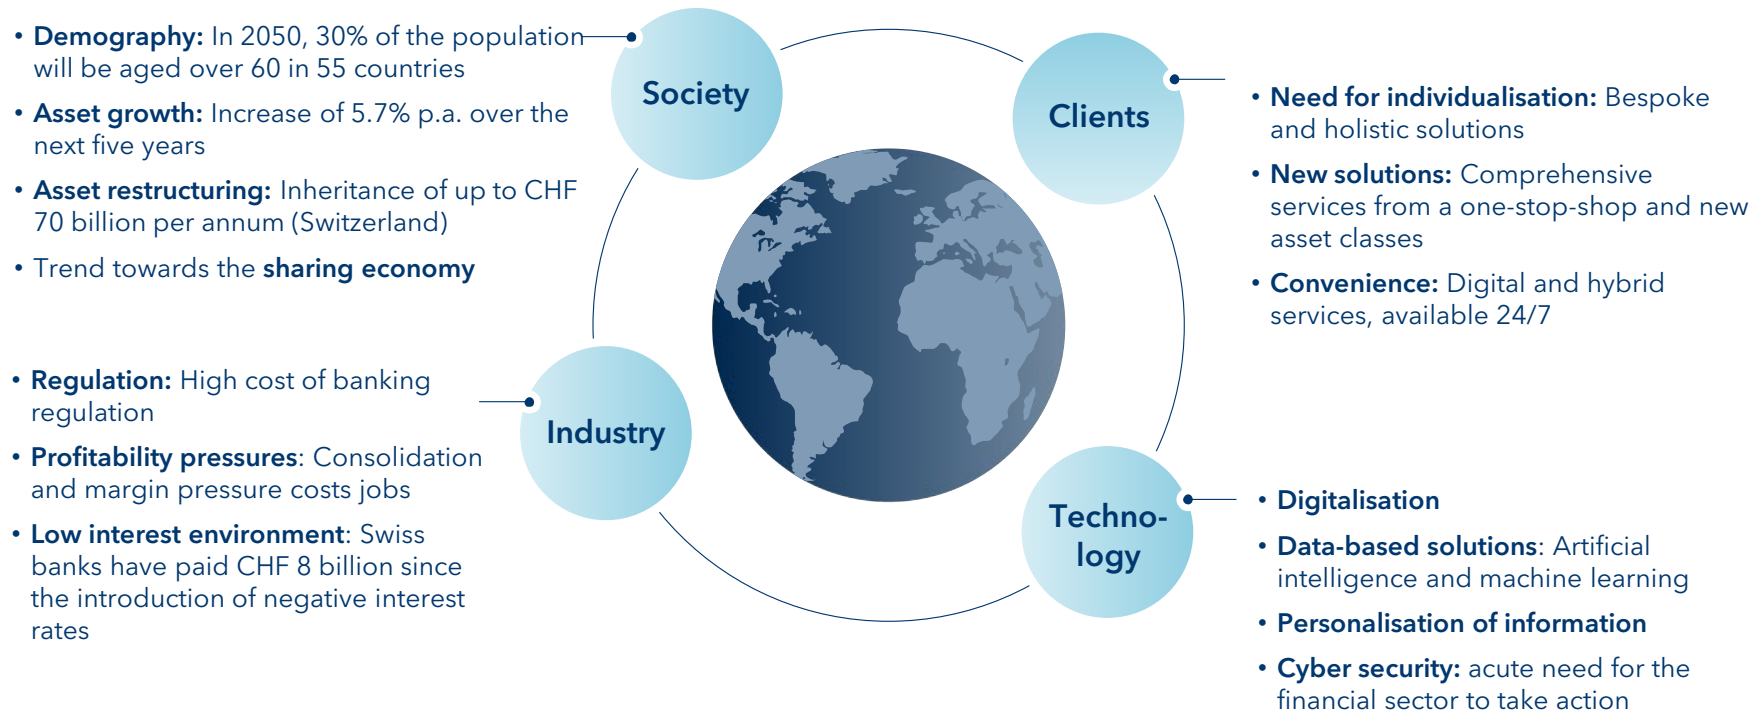 • Demography: In 2050, 30% of the population
will be aged over 60 in 55 countries
• Asset growth: Increase of 5.7% p.a. over the
next five years
• Asset restructuring: Inheritance of up to CHF
70 billion per annum (Switzerland)
• Trend towards the sharing economy
Society
Clients
• Need for individualisation: Bespoke
and holistic solutions
• New solutions: Comprehensive
services from a one-stop-shop and new
asset classes
• Convenience: Digital and hybrid
services, available 24/7
• Regulation: High cost of banking
regulation
• Profitability pressures: Consolidation
and margin pressure costs jobs
• Low interest environment: Swiss
banks have paid CHF 8 billion since
the introduction of negative interest
rates
Industry
Techno-
logy
• Digitalisation
• Data-based solutions: Artificial
intelligence and machine learning
• Personalisation of information
• Cyber security: acute need for the
financial sector to take action